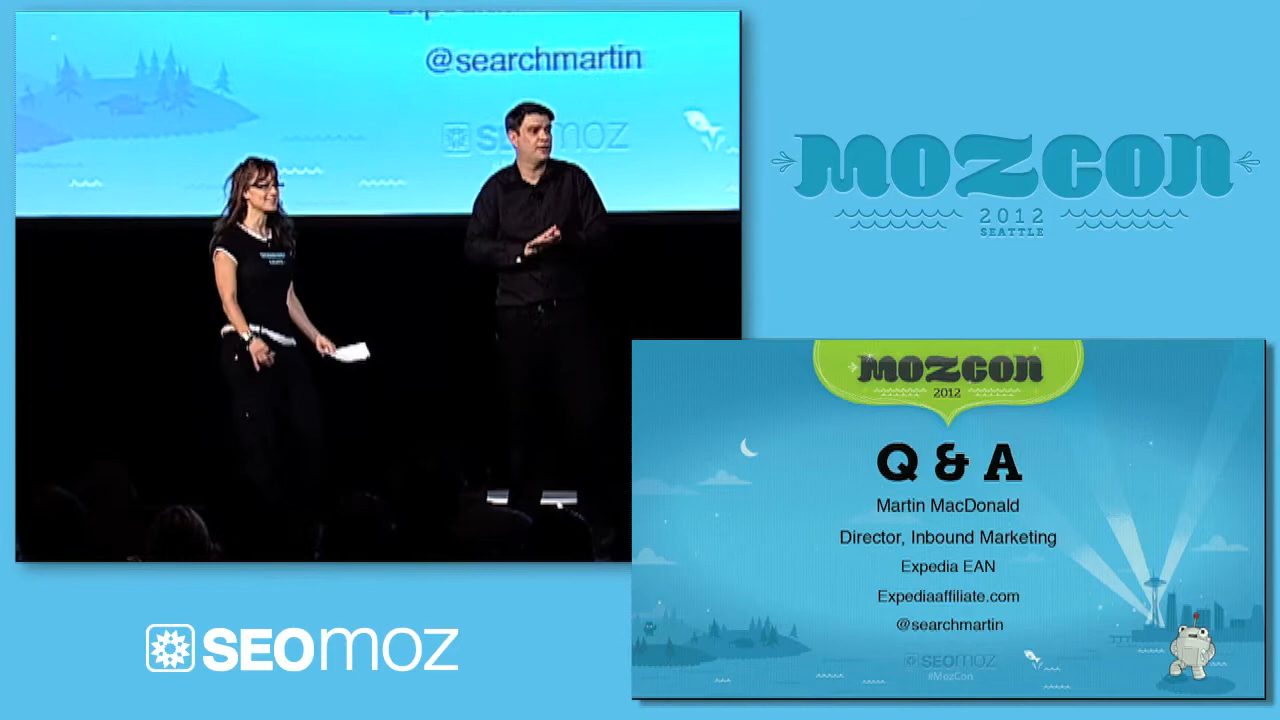 @searchmartin
SEOmoz
MOZCON
2012
SEATTLE
MOZCON
2012
Q & A
Martin MacDonald
Director, Inbound Marketing
Expedia EAN
Expediaaffiliate.com
@searchmartin
SEOmoz
#MozCon
SEOmoz